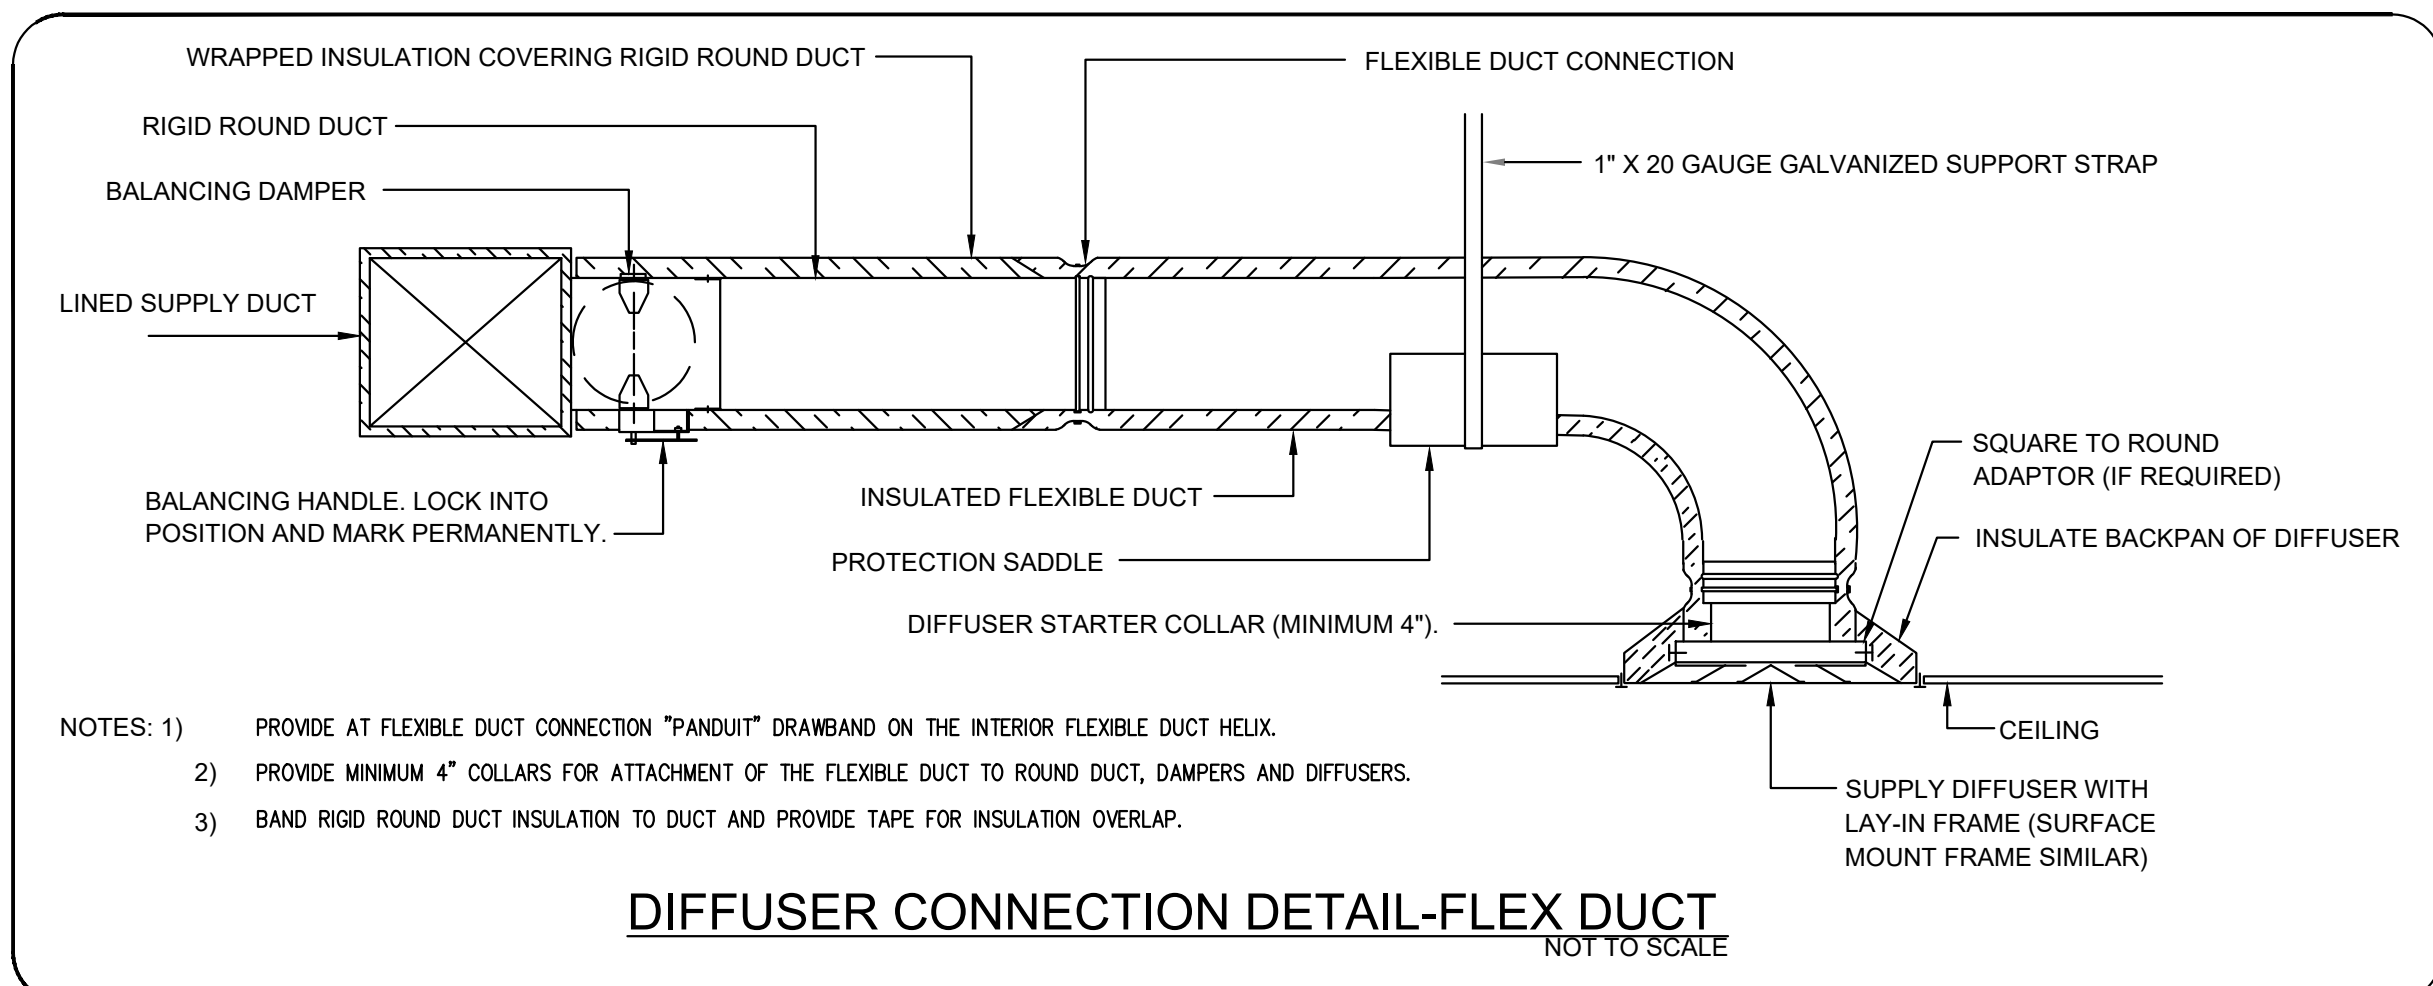 WRAPPED INSULATION COVERING RIGID ROUND DUCT
FLEXIBLE DUCT CONNECTION
RIGID ROUND DUCT
1" X 20 GAUGE GALVANIZED SUPPORT STRAP
BALANCING DAMPER
LINED SUPPLY DUCT
SQUARE TO ROUND
ADAPTOR (IF REQUIRED)
BALANCING HANDLE. LOCK INTO
POSITION AND MARK PERMANENTLY.
INSULATED FLEXIBLE DUCT
INSULATE BACKPAN OF DIFFUSER
PROTECTION SADDLE
DIFFUSER STARTER COLLAR (MINIMUM 4").
NOTES: 1) PROVIDE AT FLEXIBLE DUCT CONNECTION "PANDUIT" DRAWBAND ON THE INTERIOR FLEXIBLE DUCT HELIX.
2) PROVIDE MINIMUM 4" COLLARS FOR ATTACHMENT OF THE FLEXIBLE DUCT TO ROUND DUCT, DAMPERS AND DIFFUSERS.
3) BAND RIGID ROUND DUCT INSULATION TO DUCT AND PROVIDE TAPE FOR INSULATION OVERLAP.
CEILING
SUPPLY DIFFUSER WITH
LAY-IN FRAME (SURFACE
MOUNT FRAME SIMILAR)
DIFFUSER CONNECTION DETAIL-FLEX DUCT
NOT TO SCALE